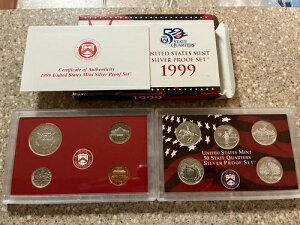 50
STATE
QUARTERS
UNITED STATES MINT
SILVER PROOF SET
1999
Certificate of Authenticity
1999 United States Mint Silver Proof Set
1999
UNITED STATES MINT
50 STATE QUARTERS
SILVER PROOF SET